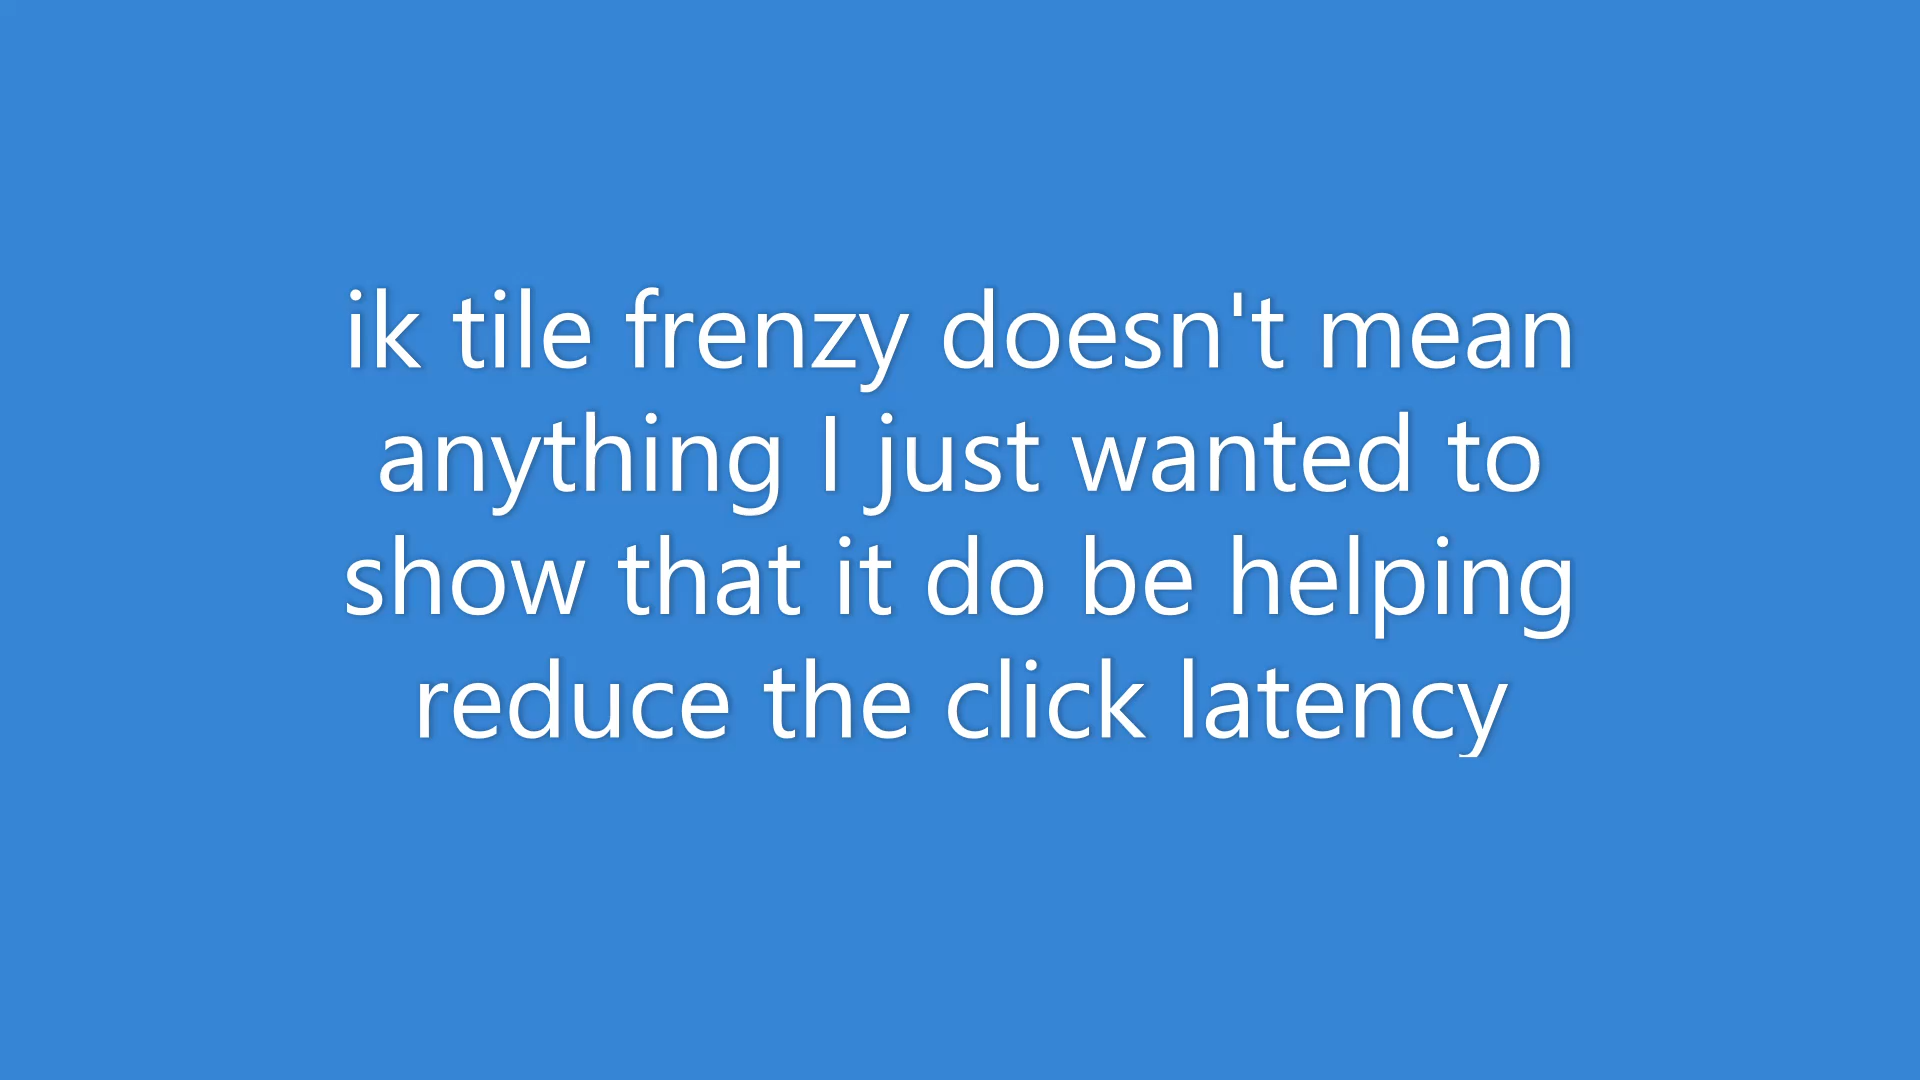 ik tile frenzy doesn't mean
anything I just wanted to
show that it do be helping
reduce the click latency